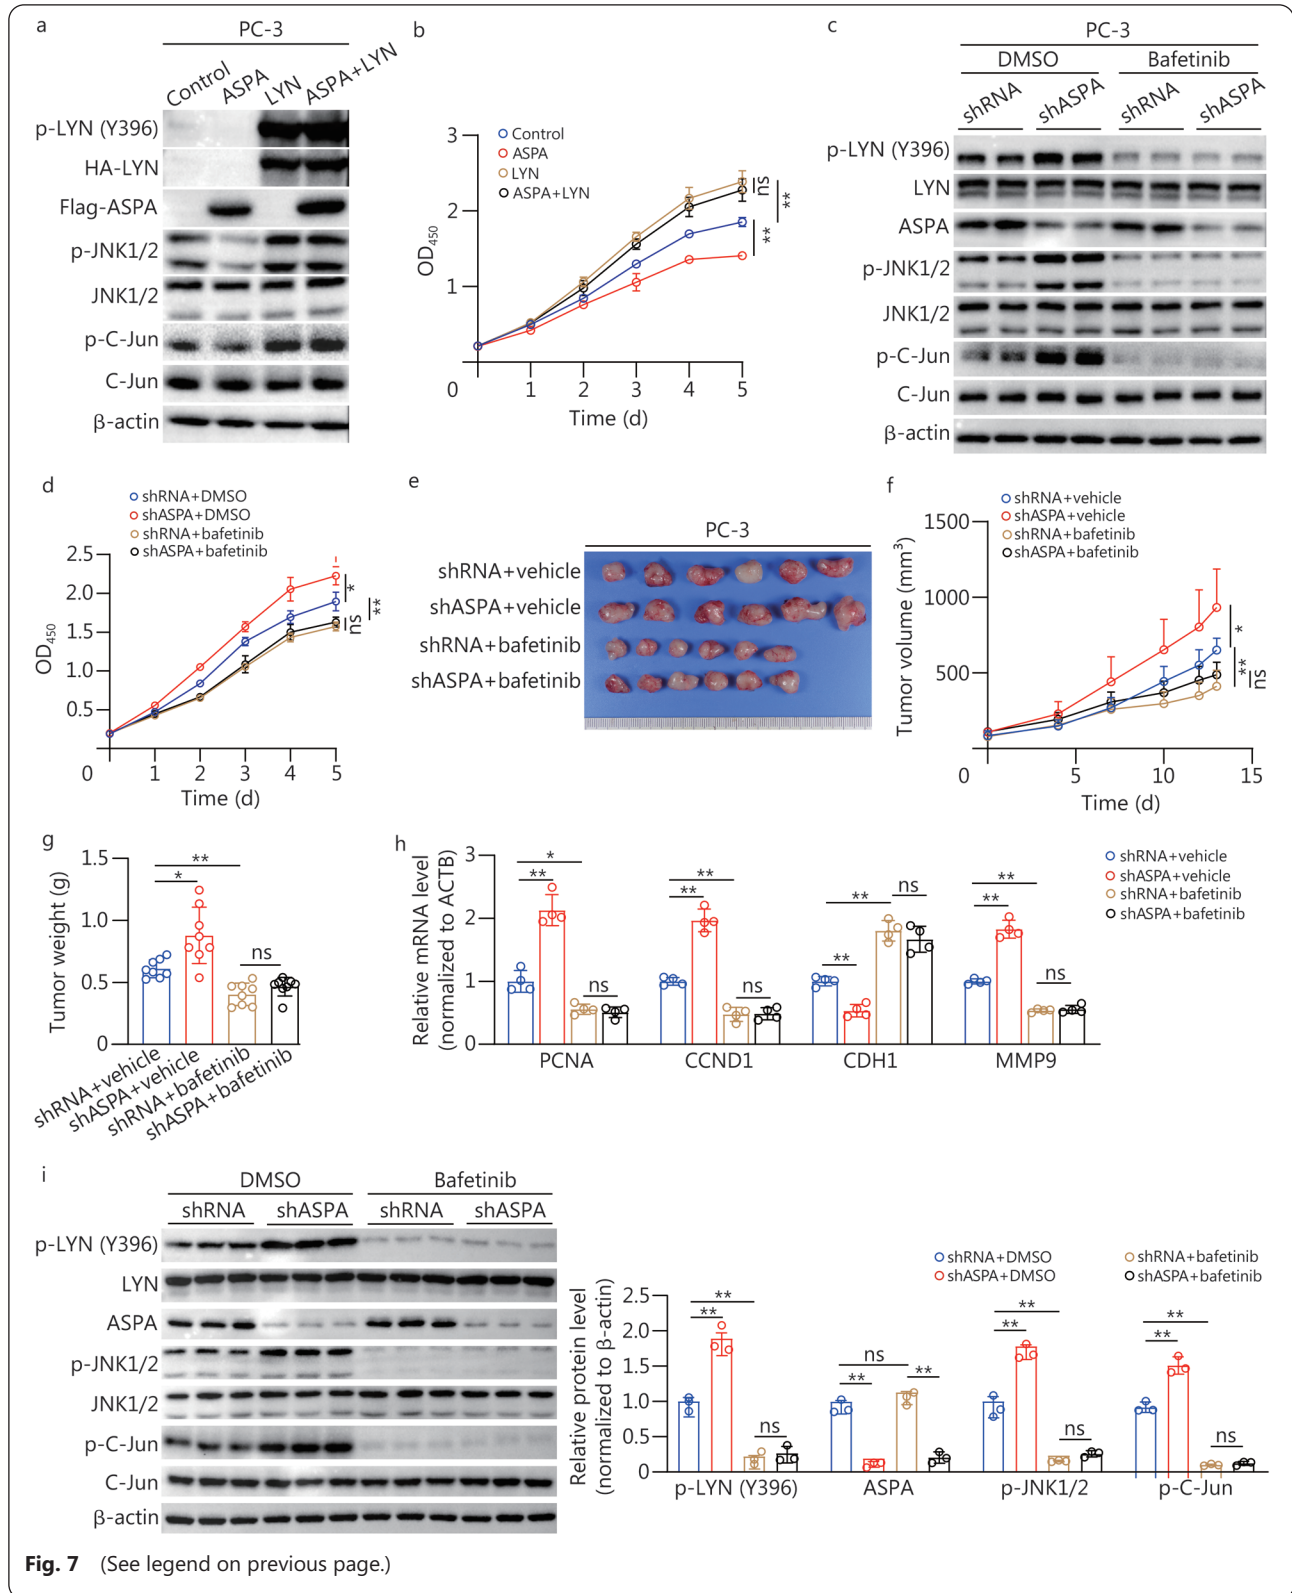 a
PC-3
Control
ASPA
LYN
ASPA+LYN
p-LYN (Y396)
HA-LYN
Flag-ASPA
p-JNK1/2
JNK1/2
p-C-Jun
C-Jun
β-actin
b
Control
ASPA
LYN
ASPA+LYN
OD450
3
2
1
0
1 2 3 4 5
Time (d)
ns
**
**
c
PC-3
DMSO Bafetinib
shRNA shASPA shRNA shASPA
p-LYN (Y396)
LYN
ASPA
p-JNK1/2
JNK1/2
p-C-Jun
C-Jun
β-actin
d
shRNA+DMSO
shASPA+DMSO
shRNA+bafetinib
shASPA+bafetinib
OD450
2.5
2.0
1.5
1.0
0.5
0
1 2 3 4 5
Time (d)
*
**
ns
e
PC-3
shRNA+vehicle
shASPA+vehicle
shRNA+bafetinib
shASPA+bafetinib
f
shRNA+vehicle
shASPA+vehicle
shRNA+bafetinib
shASPA+bafetinib
Tumor volume (mm³)
1500
1000
500
0
5 10 15
Time (d)
*
**
ns
g
Tumor weight (g)
1.5
1.0
0.5
0
**
*
ns
shRNA+vehicle
shASPA+vehicle
shRNA+bafetinib
shASPA+bafetinib
h
Relative mRNA level
(normalized to ACTB)
3
2
1
0
*
**
ns
**
**
ns
**
**
ns
**
**
ns
PCNA CCND1 CDH1 MMP9
shRNA+vehicle
shASPA+vehicle
shRNA+bafetinib
shASPA+bafetinib
i
DMSO Bafetinib
shRNA shASPA shRNA shASPA
p-LYN (Y396)
LYN
ASPA
p-JNK1/2
JNK1/2
p-C-Jun
C-Jun
β-actin
shRNA+DMSO shRNA+bafetinib
shASPA+DMSO shASPA+bafetinib
Relative protein level
(normalized to β-actin)
2.5
2.0
1.5
1.0
0.5
0
**
**
ns
ns
**
**
**
**
ns
**
**
ns
p-LYN (Y396) ASPA p-JNK1/2 p-C-Jun
Fig. 7 (See legend on previous page.)